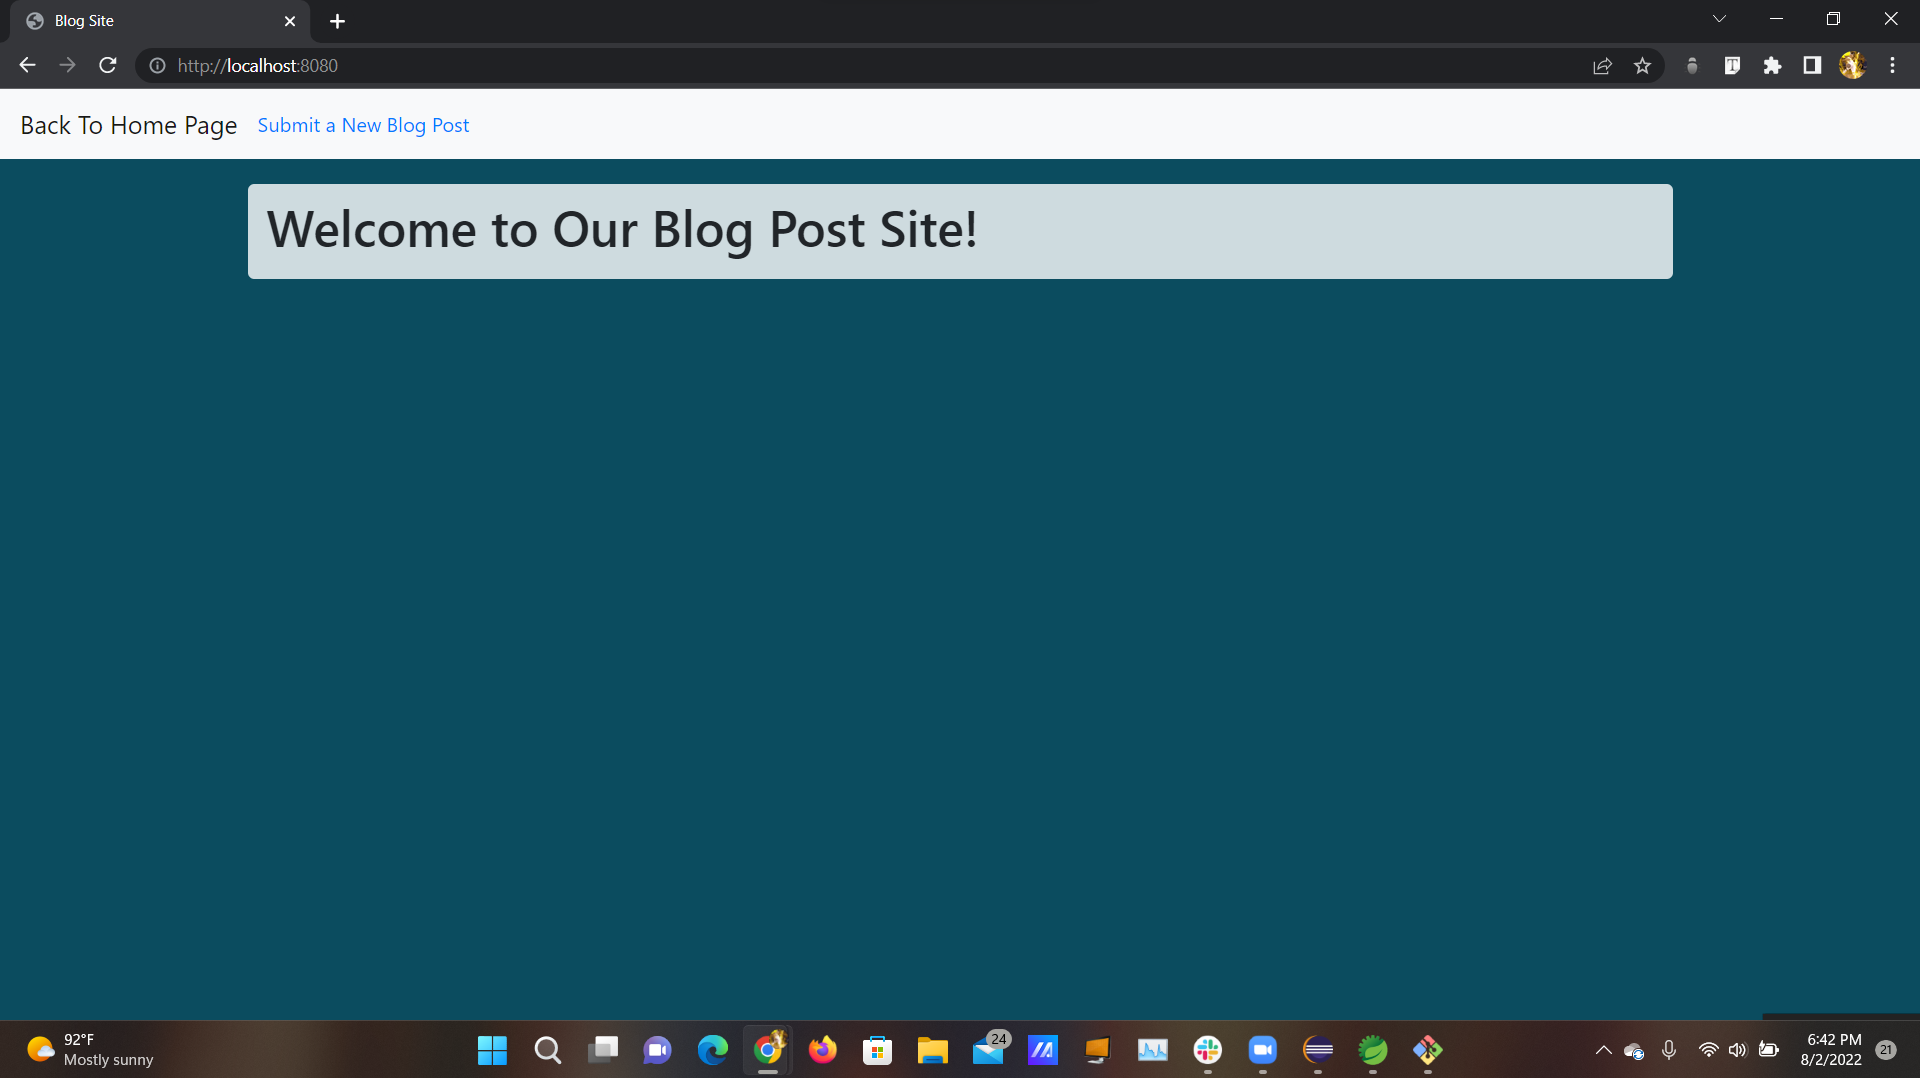 Blog Site
http://localhost:8080
Back To Home Page Submit a New Blog Post
Welcome to Our Blog Post Site!
92°F
Mostly sunny
24
6:42 PM
8/2/2022
21